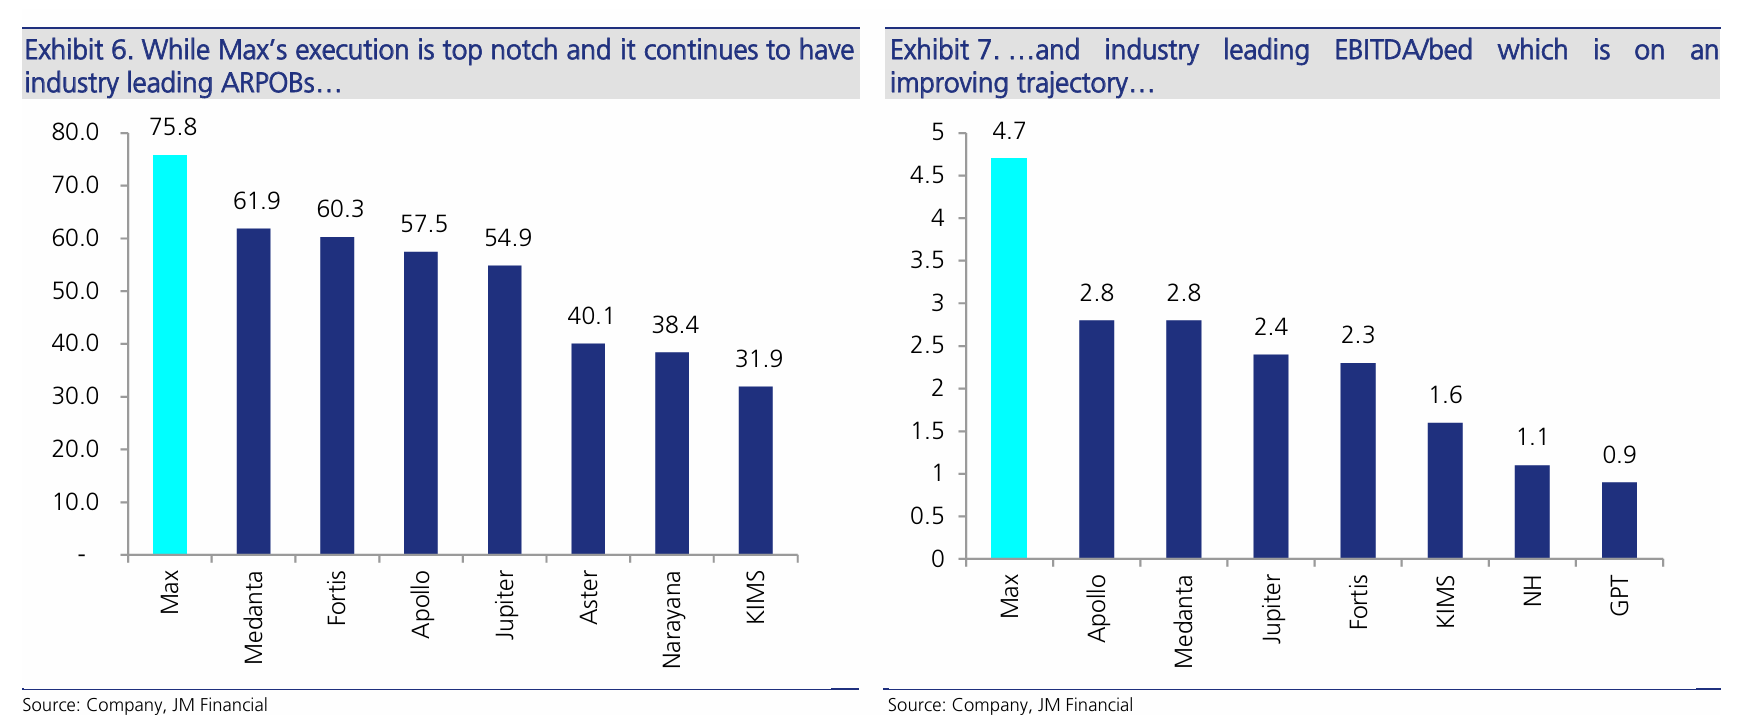 Exhibit 6. While Max’s execution is top notch and it continues to have
industry leading ARPOBs…
80.0
70.0
60.0
50.0
40.0
30.0
20.0
10.0
-
75.8
61.9
60.3
57.5
54.9
40.1
38.4
31.9
Max
Medanta
Fortis
Apollo
Jupiter
Aster
Narayana
KIMS
Source: Company, JM Financial
Exhibit 7. …and industry leading EBITDA/bed which is on an
improving trajectory…
5
4.5
4
3.5
3
2.5
2
1.5
1
0.5
0
4.7
2.8
2.8
2.4
2.3
1.6
1.1
0.9
Max
Apollo
Medanta
Jupiter
Fortis
KIMS
NH
GPT
Source: Company, JM Financial